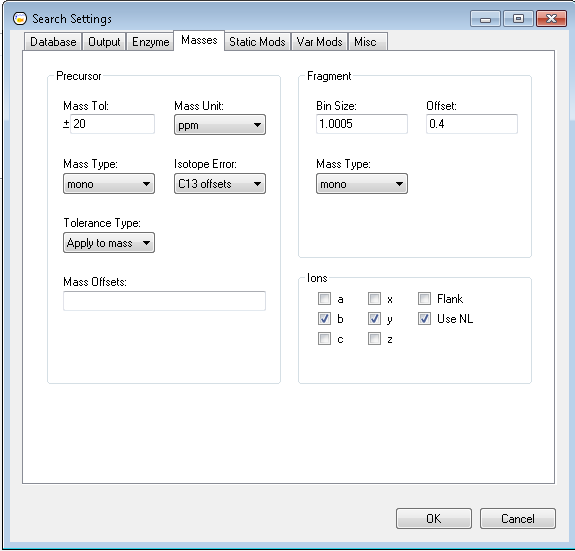 Search Settings
Database Output Enzyme Masses Static Mods Var Mods Misc
Precursor
Mass Tol: Mass Unit:
± 20 ppm
Mass Type: Isotope Error:
mono C13 offsets
Tolerance Type:
Apply to mass
Mass Offsets:
Fragment
Bin Size: Offset:
1.0005 0.4
Mass Type:
mono
Ions
a x Flank
b y Use NL
c z
OK Cancel